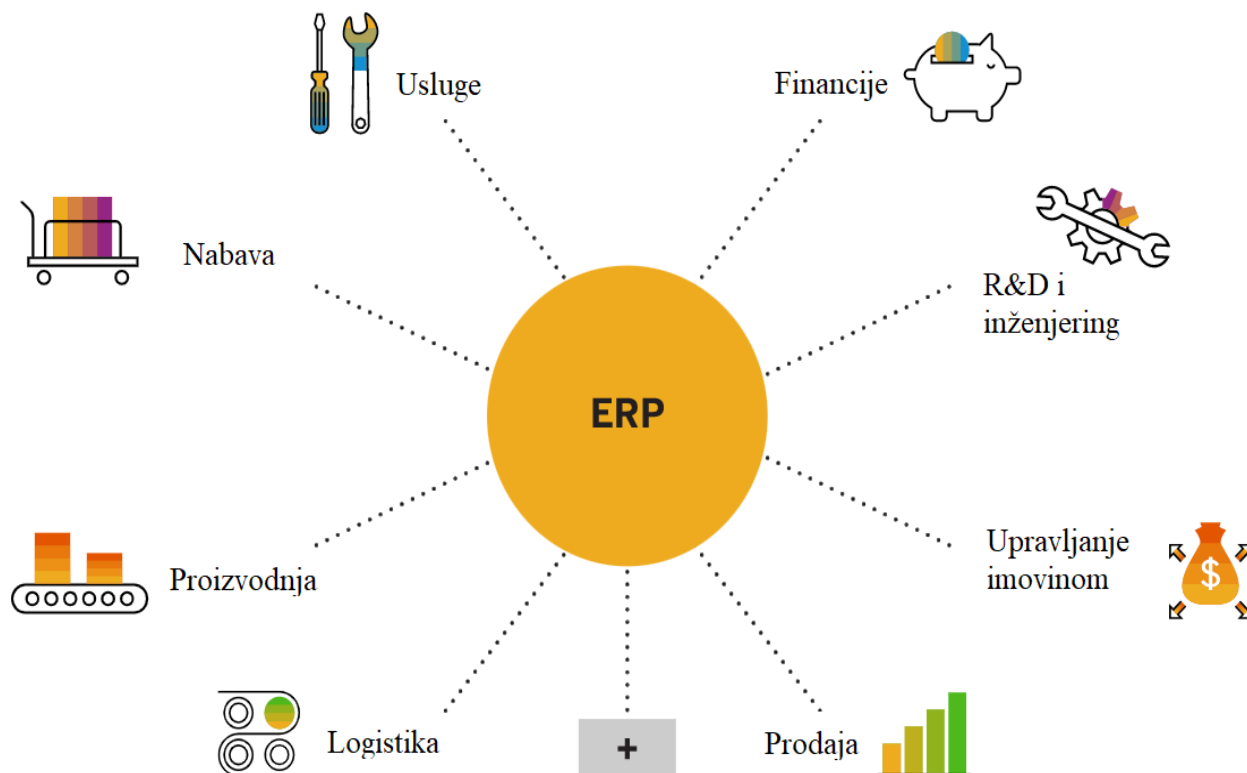 Usluge
Financije
Nabava
R&D i
inženjering
ERP
Proizvodnja
Upravljanje
imovinom
$
Logistika
+
Prodaja